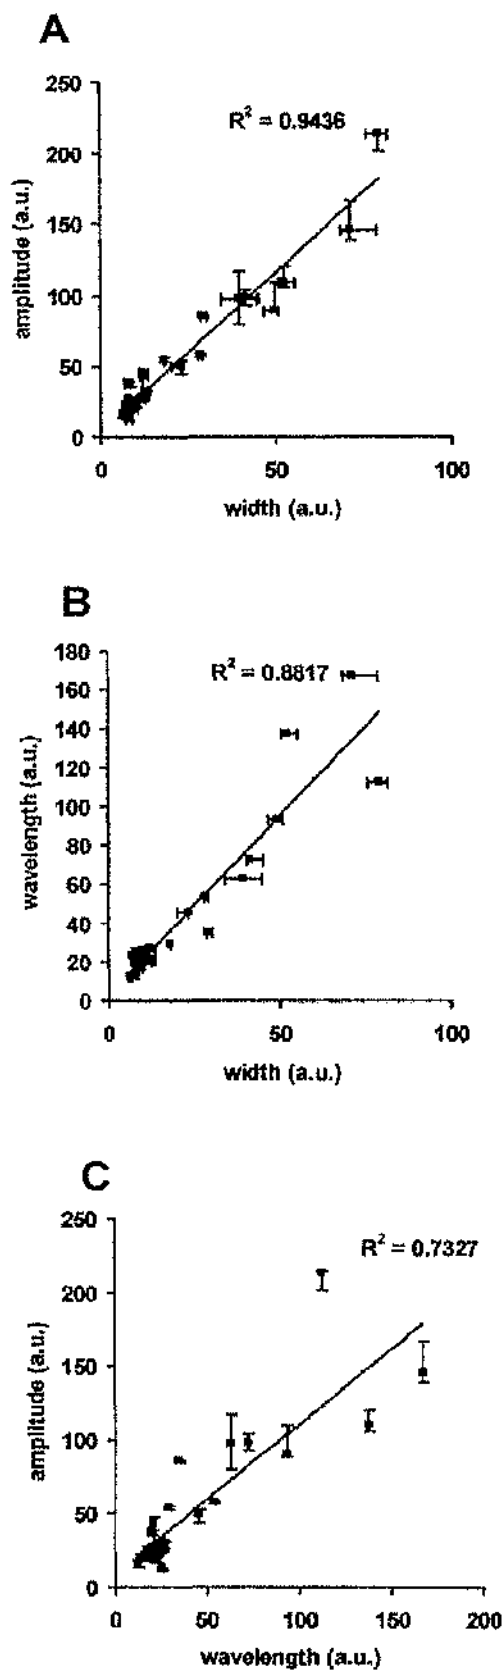 A
250
R² = 0.9436
200
150
amplitude (a.u.)
100
50
0
0 50 100
width (a.u.)
B
180
R² = 0.8817
160
140
120
wavelength (a.u.)
100
80
60
40
20
0
0 50 100
width (a.u.)
C
250
R² = 0.7327
200
150
amplitude (a.u.)
100
50
0
0 50 100 150 200
wavelength (a.u.)